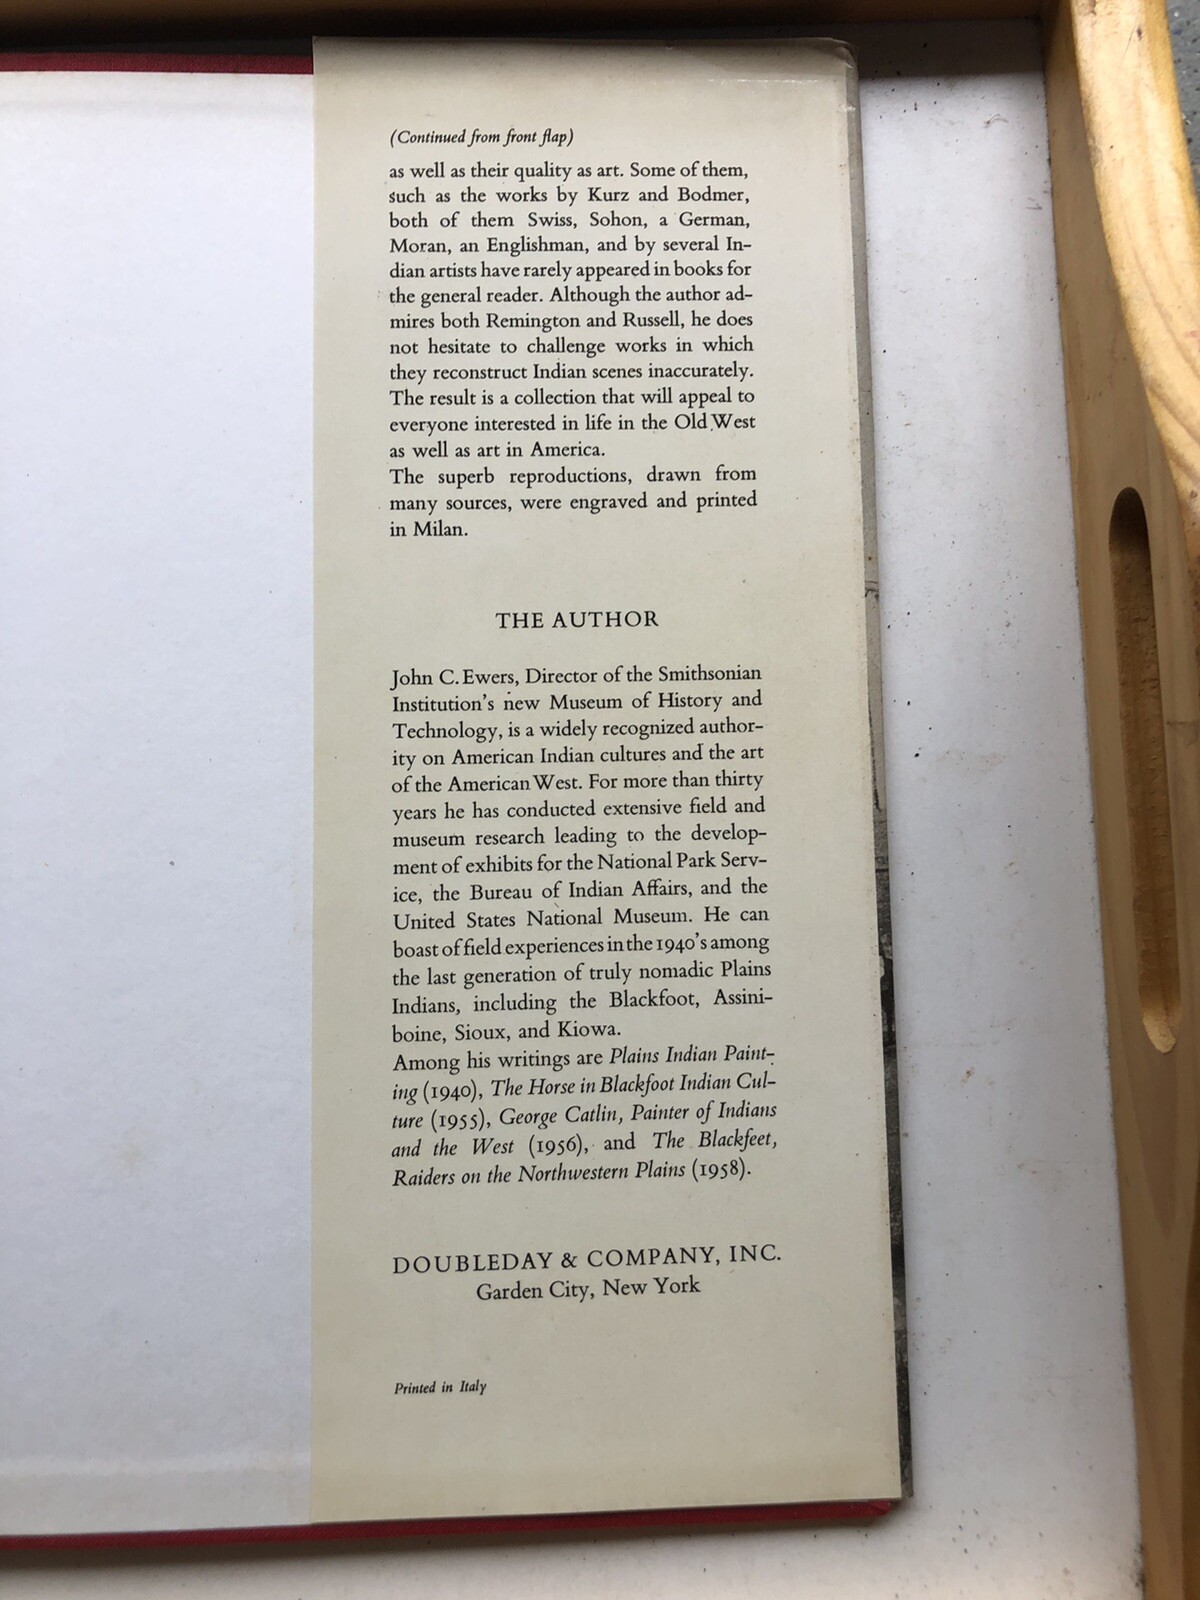 (Continued from front flap)
as well as their quality as art. Some of them,
such as the works by Kurz and Bodmer,
both of them Swiss, Sohon, a German,
Moran, an Englishman, and by several In-
dian artists have rarely appeared in books for
the general reader. Although the author ad-
mires both Remington and Russell, he does
not hesitate to challenge works in which
they reconstruct Indian scenes inaccurately.
The result is a collection that will appeal to
everyone interested in life in the Old West
as well as art in America.
The superb reproductions, drawn from
many sources, were engraved and printed
in Milan.
THE AUTHOR
John C. Ewers, Director of the Smithsonian
Institution's new Museum of History and
Technology, is a widely recognized author-
ity on American Indian cultures and the art
of the American West. For more than thirty
years he has conducted extensive field and
museum research leading to the develop-
ment of exhibits for the National Park Serv-
ice, the Bureau of Indian Affairs, and the
United States National Museum. He can
boast of field experiences in the 1940's among
the last generation of truly nomadic Plains
Indians, including the Blackfoot, Assini-
boine, Sioux, and Kiowa.
Among his writings are Plains Indian Paint-
ing (1940), The Horse in Blackfoot Indian Cul-
ture (1955), George Catlin, Painter of Indians
and the West (1956), and The Blackfeet,
Raiders on the Northwestern Plains (1958).
DOUBLEDAY & COMPANY, INC.
Garden City, New York
Printed in Italy